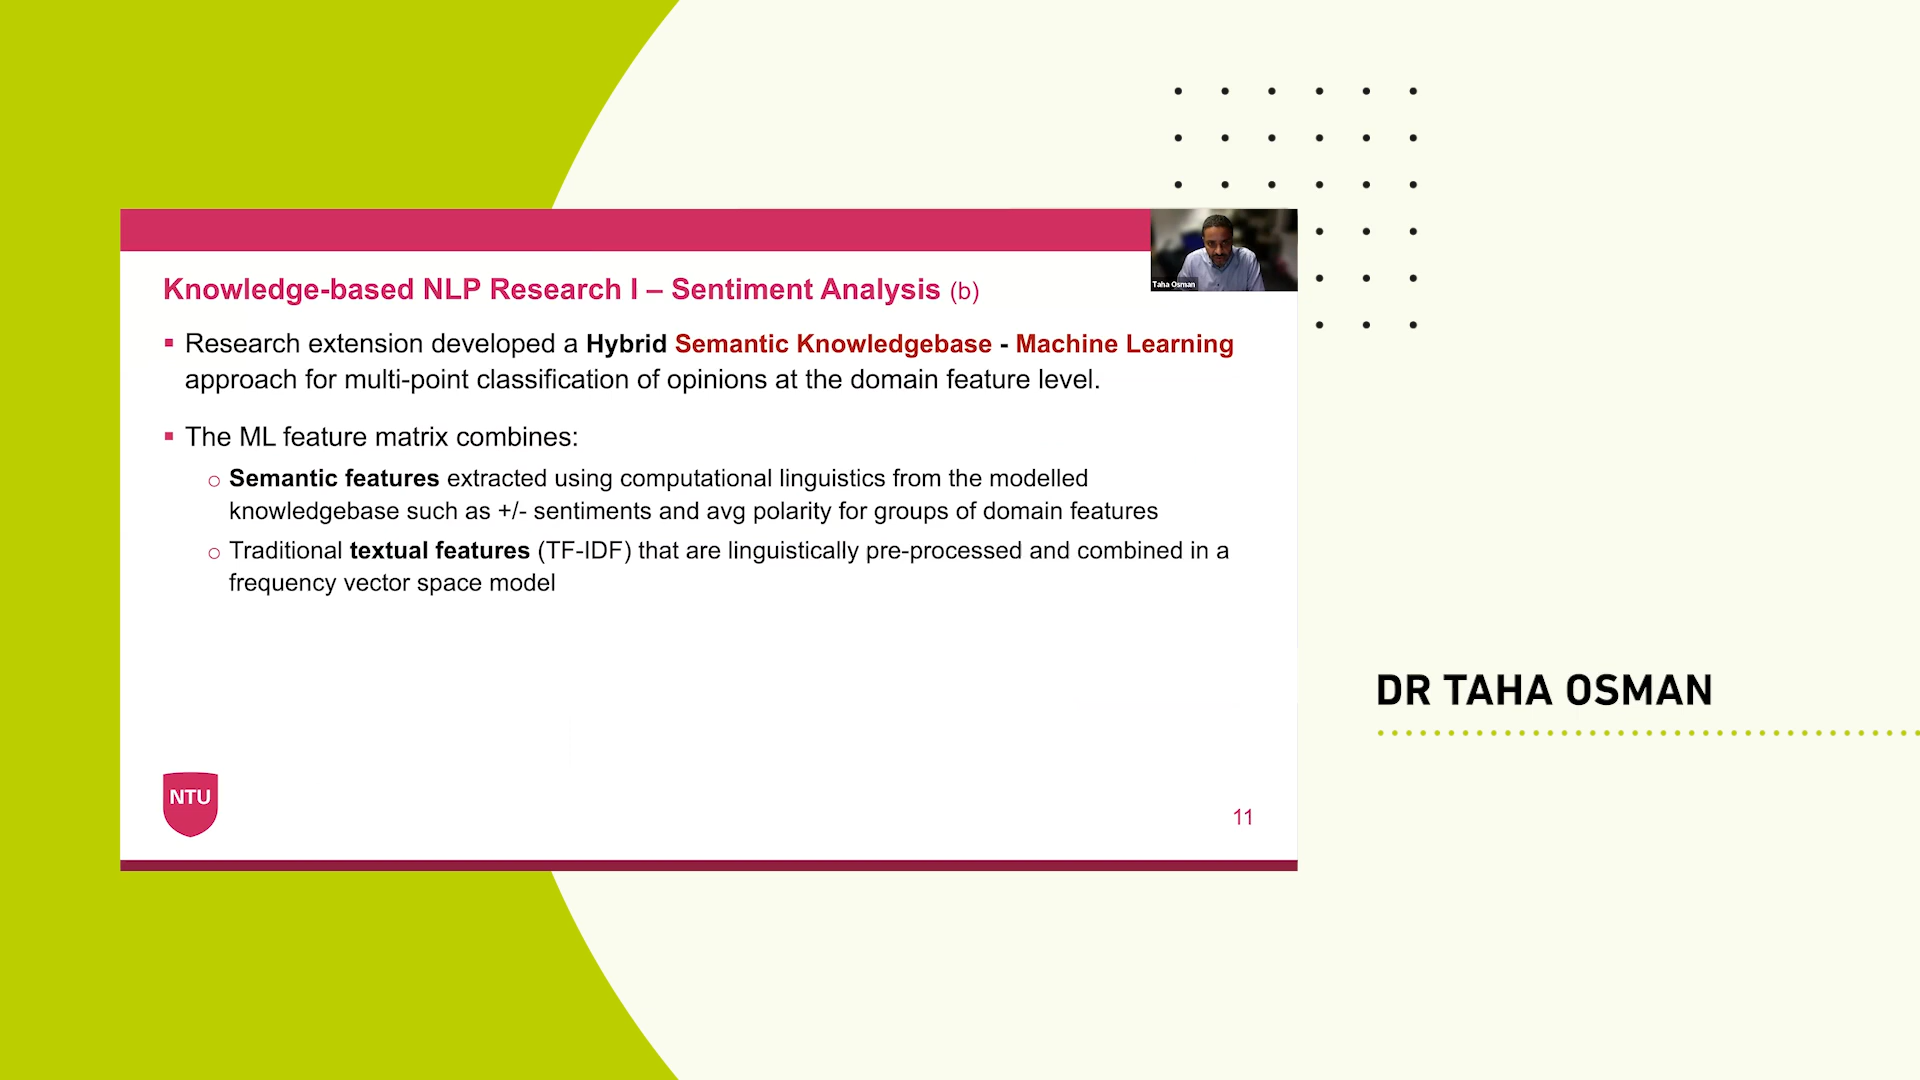 Taha Osman
Knowledge-based NLP Research I – Sentiment Analysis (b)
Research extension developed a Hybrid Semantic Knowledgebase - Machine Learning
approach for multi-point classification of opinions at the domain feature level.
The ML feature matrix combines:
Semantic features extracted using computational linguistics from the modelled
knowledgebase such as +/- sentiments and avg polarity for groups of domain features
Traditional textual features (TF-IDF) that are linguistically pre-processed and combined in a
frequency vector space model
DR TAHA OSMAN
NTU
11